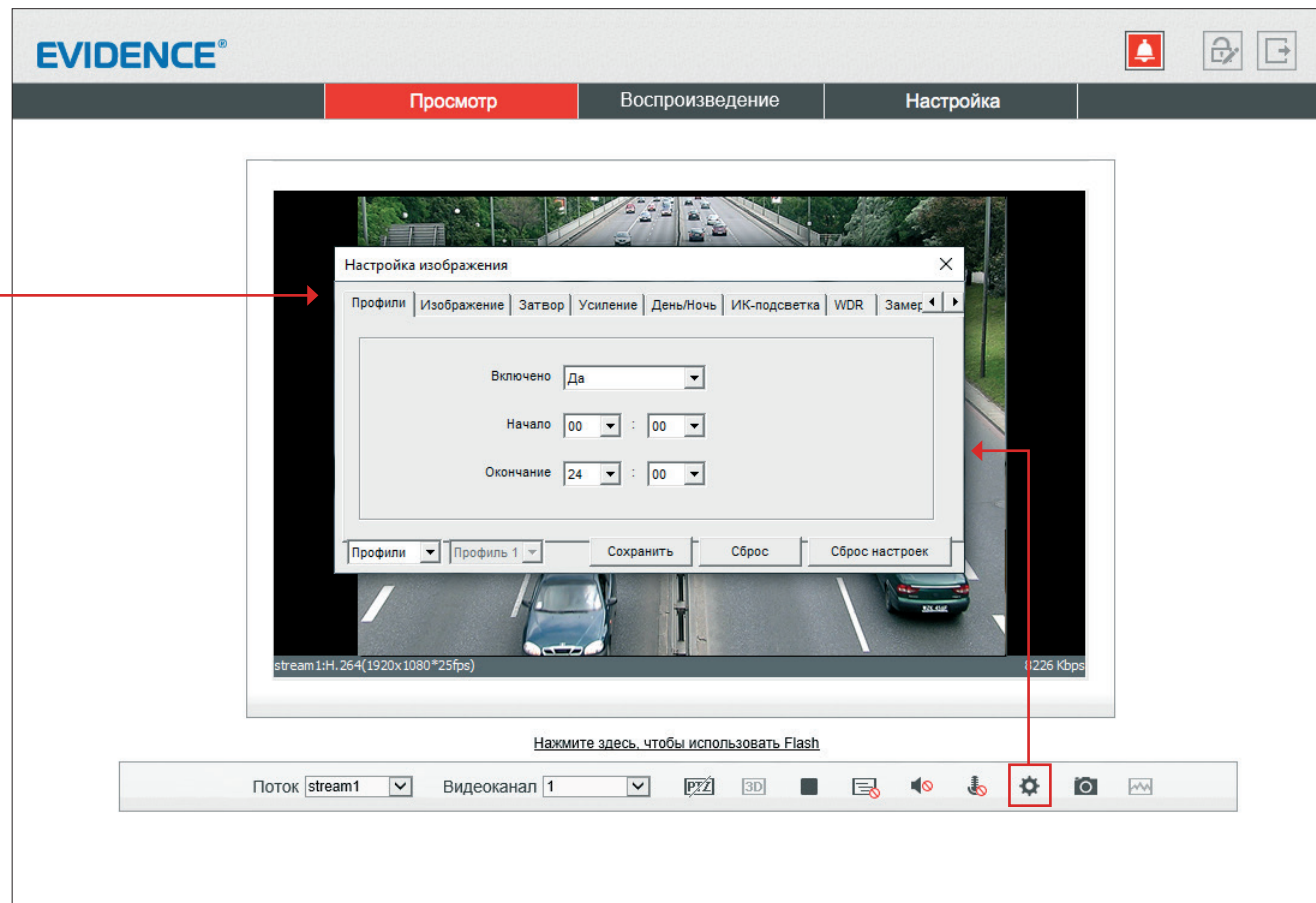 EVIDENCE®
Просмотр Воспроизведение Настройка
Настройка изображения
Профили Изображение Затвор Усиление День/Ночь ИК-подсветка WDR Замер
Включено Да
Начало 00 : 00
Окончание 24 : 00
Профили Профиль 1 Сохранить Сброс Сброс настроек
stream1:H.264(1920x1080*25fps) 8226 Kbps
Нажмите здесь, чтобы использовать Flash
Поток stream1 Видеоканал 1 PTZ 3D